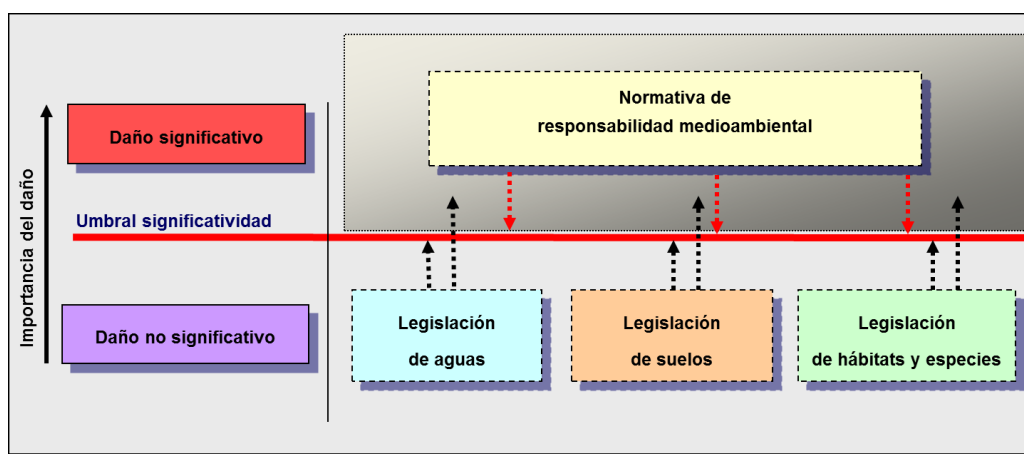 Normativa de
responsabilidad medioambiental
Daño significativo
Umbral significatividad
Importancia del daño
Daño no significativo
Legislación
de aguas
Legislación
de suelos
Legislación
de hábitats y especies